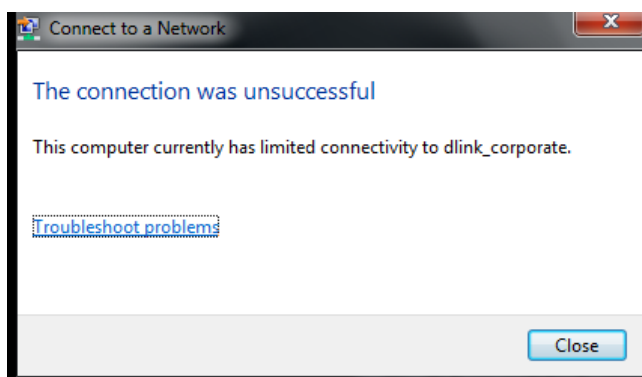 Connect to a Network
The connection was unsuccessful
This computer currently has limited connectivity to dlink_corporate.
Troubleshoot problems
Close